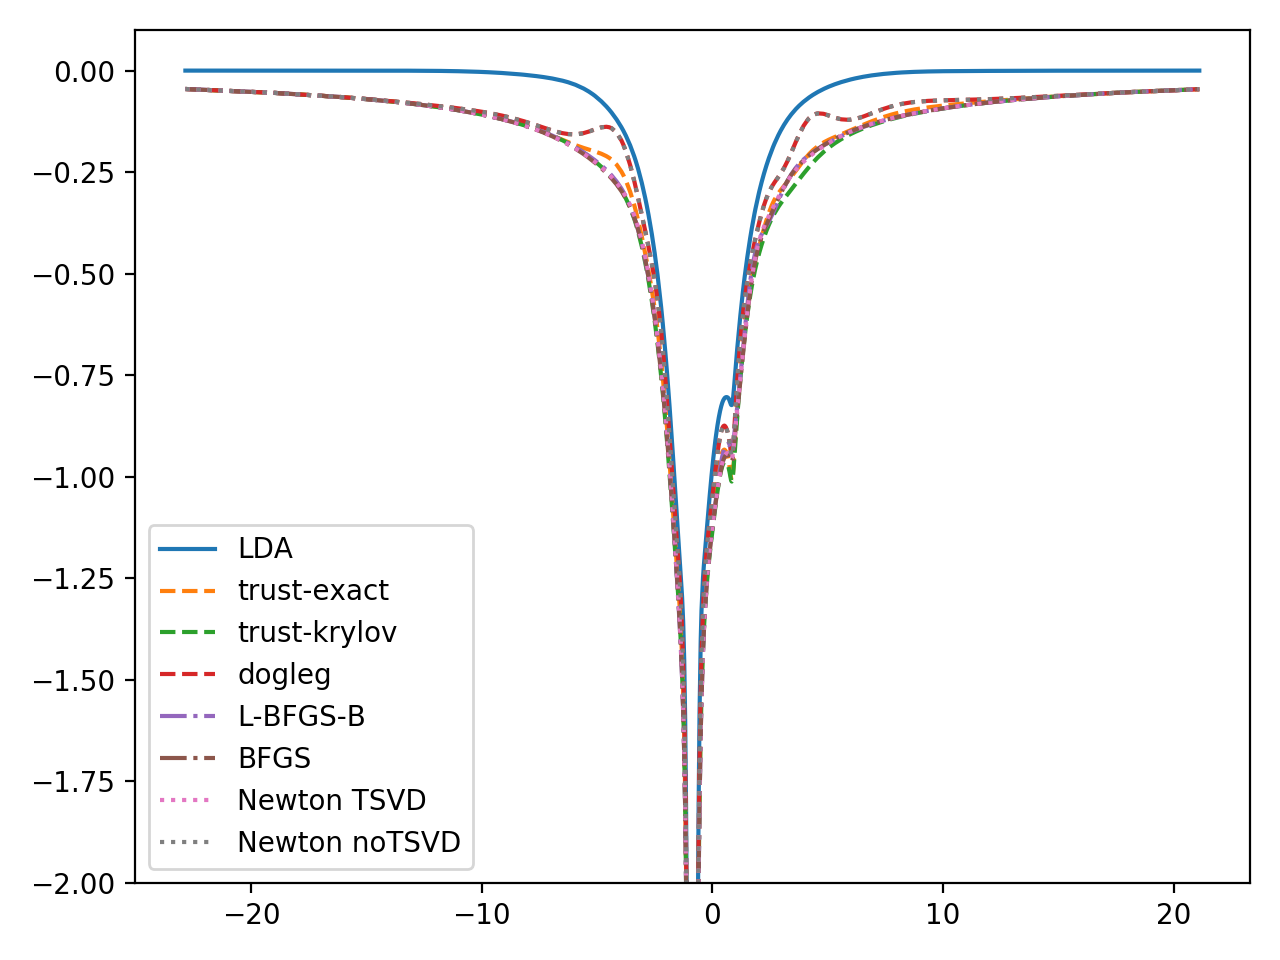 0.00
−0.25
−0.50
−0.75
−1.00
−1.25
−1.50
−1.75
−2.00
LDA
trust-exact
trust-krylov
dogleg
L-BFGS-B
BFGS
Newton TSVD
Newton noTSVD
−20
−10
0
10
20